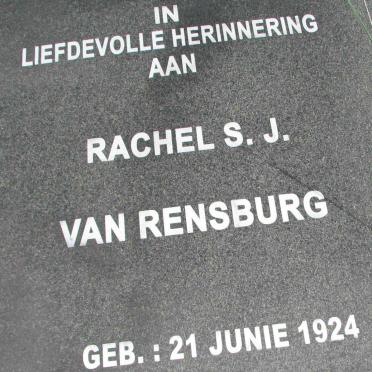 IN
LIEFDEVOLLE HERINNERING
AAN
RACHEL S. J.
VAN RENSBURG
GEB. : 21 JUNIE 1924